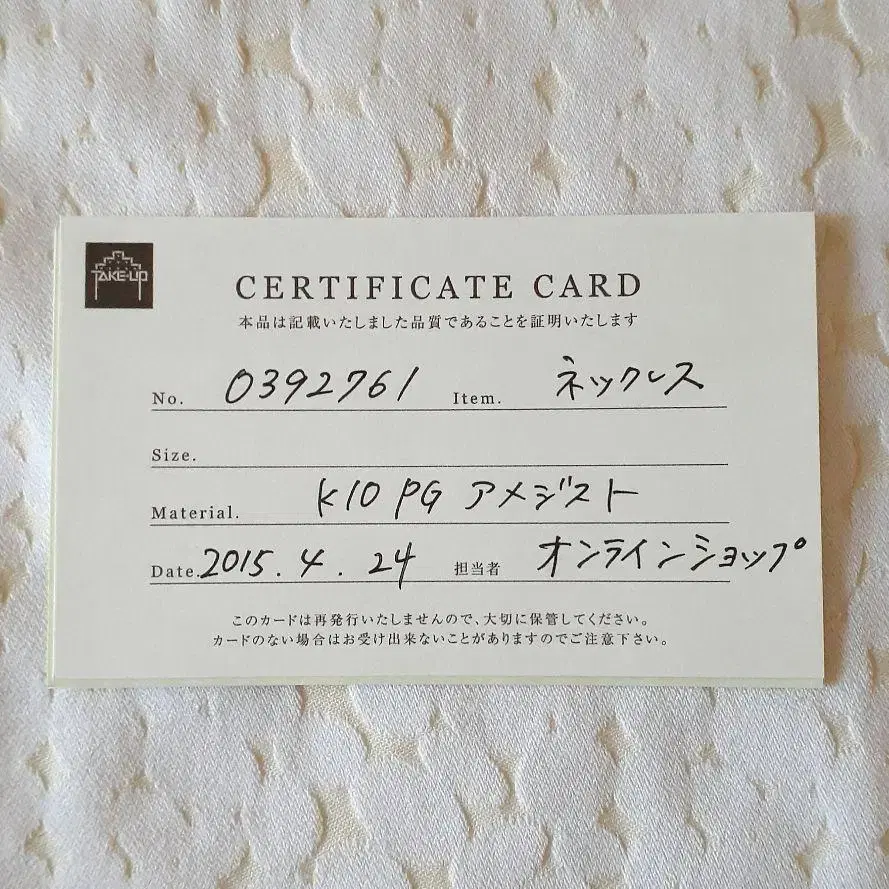 TAKE-UP
CERTIFICATE CARD
本品は記載いたしました品質であることを証明いたします
No. 0392761 Item. ネックレス
Size.
Material. K10 PG アメジスト
Date. 2015.4.24 担当者 オンラインショップ
このカードは再発行いたしませんので、大切に保管してください。
カードのない場合はお受け出来ないことがありますのでご注意下さい。